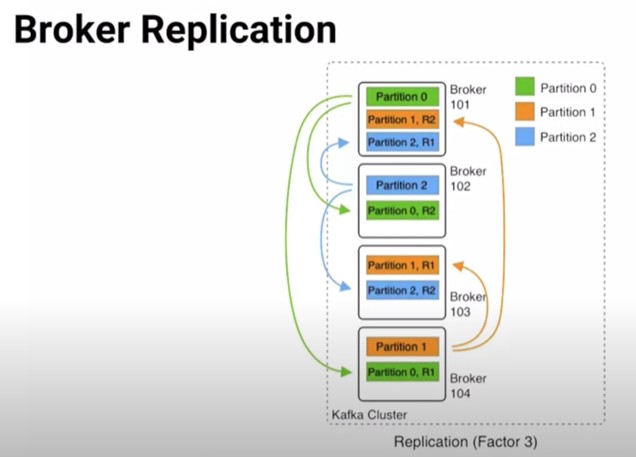 Broker Replication
Partition 0
Partition 1, R2
Partition 2, R1
Broker
101
Partition 2
Partition 0, R2
Broker
102
Partition 1, R1
Partition 2, R2
Broker
103
Partition 1
Partition 0, R1
Broker
104
Kafka Cluster
Replication (Factor 3)
Partition 0
Partition 1
Partition 2